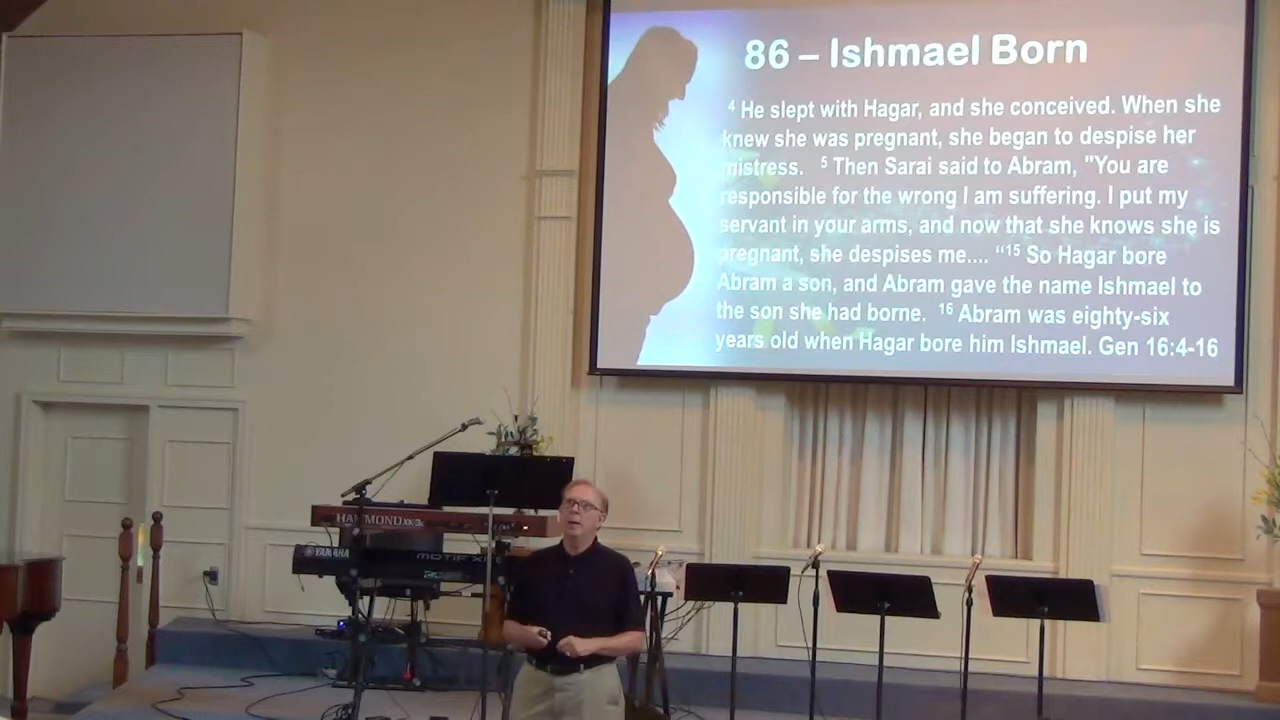 86 – Ishmael Born
4 He slept with Hagar, and she conceived. When she
knew she was pregnant, she began to despise her
mistress. 5 Then Sarai said to Abram, "You are
responsible for the wrong I am suffering. I put my
servant in your arms, and now that she knows she is
pregnant, she despises me.... “15 So Hagar bore
Abram a son, and Abram gave the name Ishmael to
the son she had borne. 16 Abram was eighty-six
years old when Hagar bore him Ishmael. Gen 16:4-16
HAMMOND XK-3c
YAMAHA
MOTIF